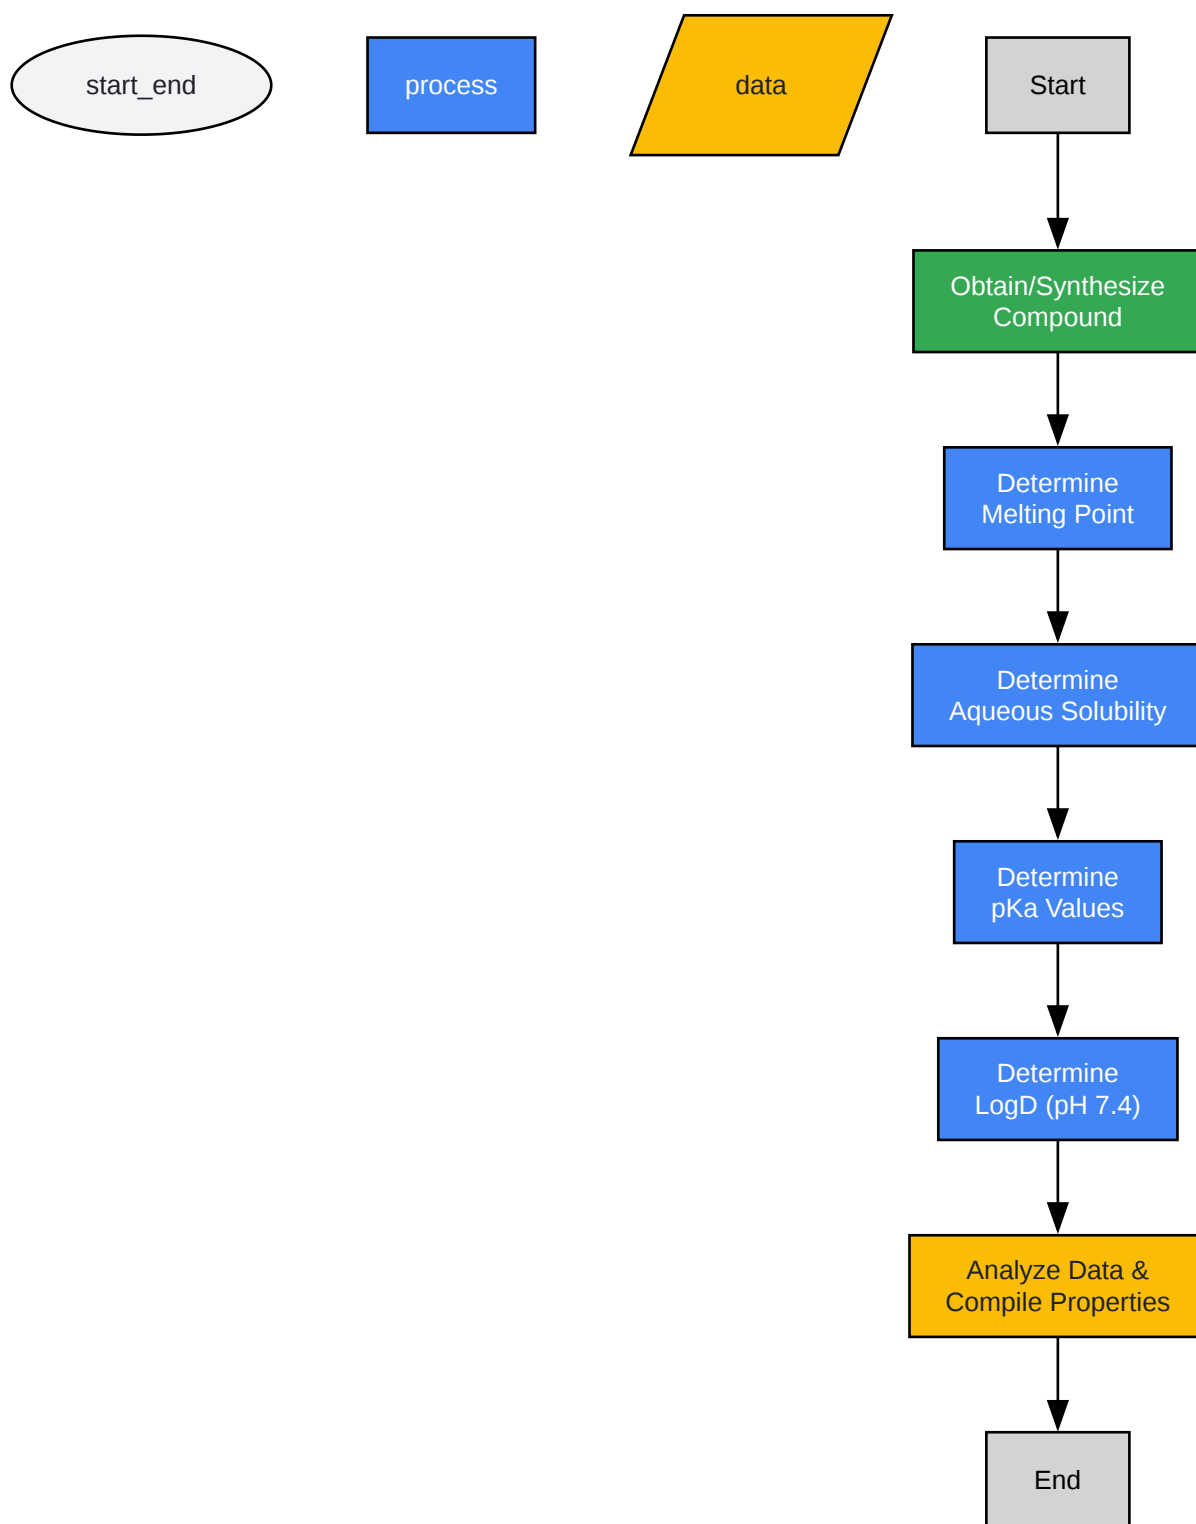 start_end
process
data
Start
Obtain/Synthesize
Compound
Determine
Melting Point
Determine
Aqueous Solubility
Determine
pKa Values
Determine
LogD (pH 7.4)
Analyze Data &
Compile Properties
End